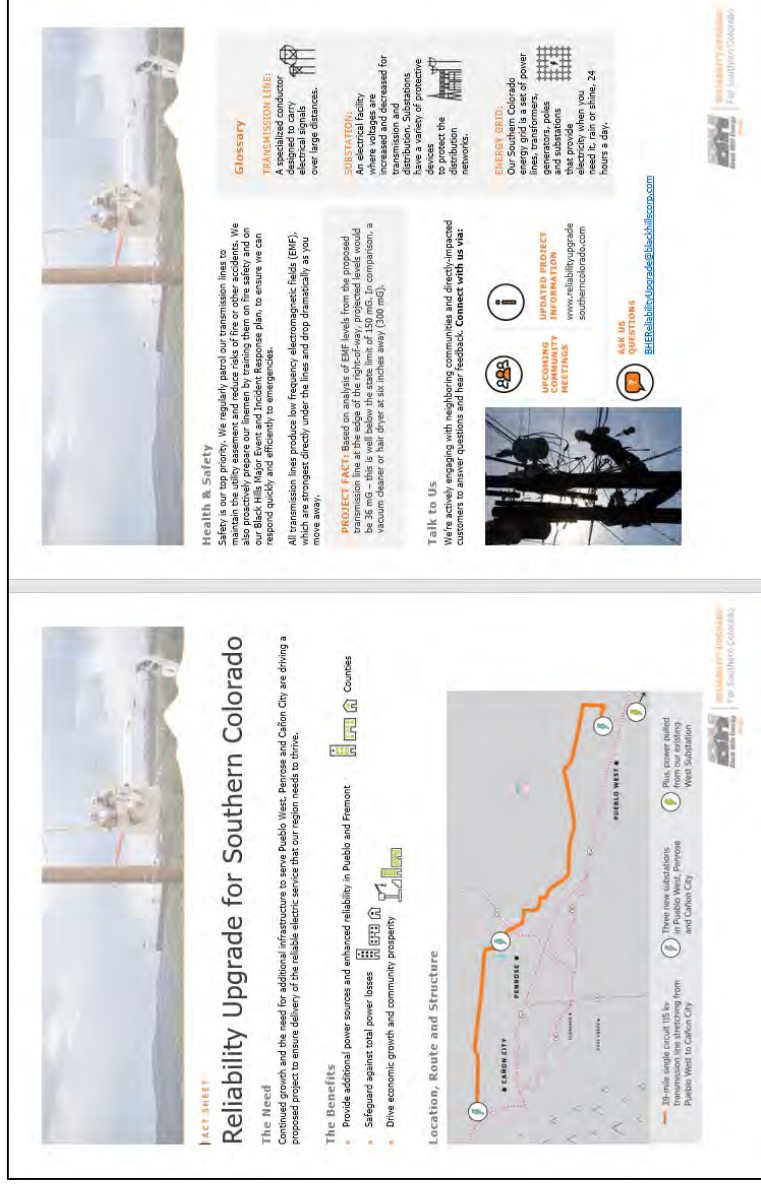 FACT SHEET
Reliability Upgrade for Southern Colorado
The Need
Continued growth and the need for additional infrastructure to serve Pueblo West, Penrose and Cañon City are driving a
proposed project to ensure delivery of the reliable electric service that our region needs to thrive.
The Benefits
Provide additional power sources and enhanced reliability in Pueblo and Fremont Counties
Safeguard against total power losses
Drive economic growth and community prosperity
Location, Route and Structure
CAÑON CITY
PENROSE
PUEBLO WEST
39-mile single circuit 115 kv
transmission line stretching from
Pueblo West to Cañon City
Three new substations
in Pueblo West, Penrose
and Cañon City
Plus, power pulled
from our existing
West Substation
Black Hills Energy
RELIABILITY UPGRADE
For Southern Colorado
Health & Safety
Safety is our top priority. We regularly patrol our transmission lines to
maintain the utility easement and reduce risks of fire or other accidents. We
also proactively prepare our linemen by training them on fire safety and on
our Black Hills Major Event and Incident Response plan, to ensure we can
respond quickly and efficiently to emergencies.
All transmission lines produce low frequency electromagnetic fields (EMF),
which are strongest directly under the lines and drop dramatically as you
move away.
PROJECT FACT: Based on analysis of EMF levels from the proposed
transmission line at the edge of the right-of-way, projected levels would
be 36 mG – this is well below the state limit of 150 mG. In comparison, a
vacuum cleaner or hair dryer at six inches away (300 mG).
Talk to Us
We're actively engaging with neighboring communities and directly-impacted
customers to answer questions and hear feedback. Connect with us via:
UPCOMING
COMMUNITY
MEETINGS
UPDATED PROJECT
INFORMATION
www.reliabilityupgrade
southerncolorado.com
ASK US
QUESTIONS
BHEReliabilityUpgrade@blackhillscorp.com
Glossary
TRANSMISSION LINE:
A specialized conductor
designed to carry
electrical signals
over large distances.
SUBSTATION:
An electrical facility
where voltages are
increased and decreased for
transmission and
distribution. Substations
have a variety of protective
devices
to protect the
distribution
networks.
ENERGY GRID:
Our Southern Colorado
energy grid is a set of power
lines, transformers,
generators, poles
and substations
that provide
electricity when you
need it, rain or shine, 24
hours a day.
Black Hills Energy
RELIABILITY UPGRADE
For Southern Colorado